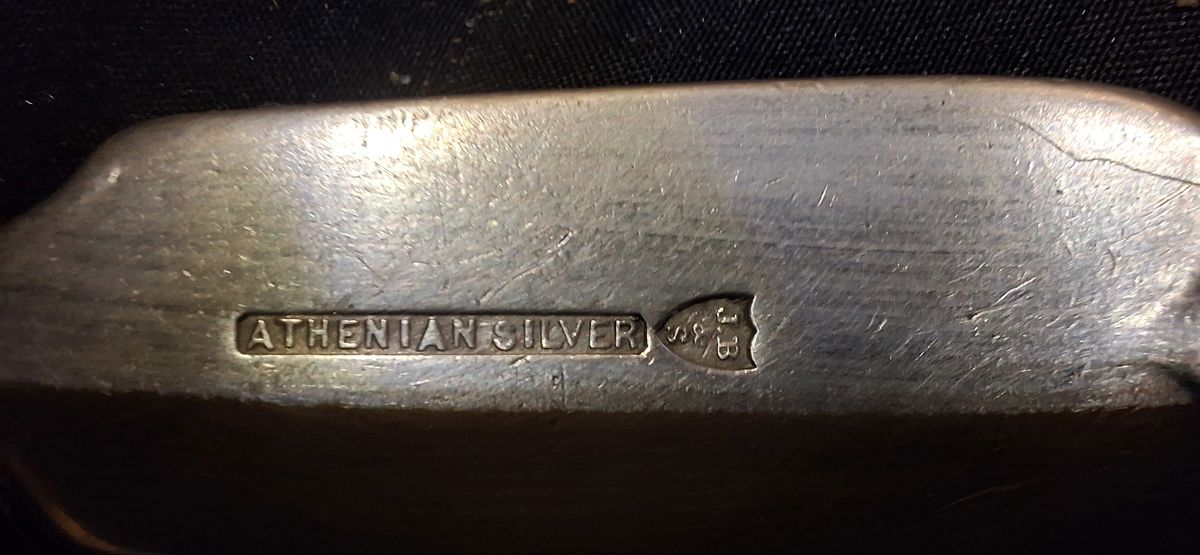 ATHENIAN SILVER
J.B
&
S